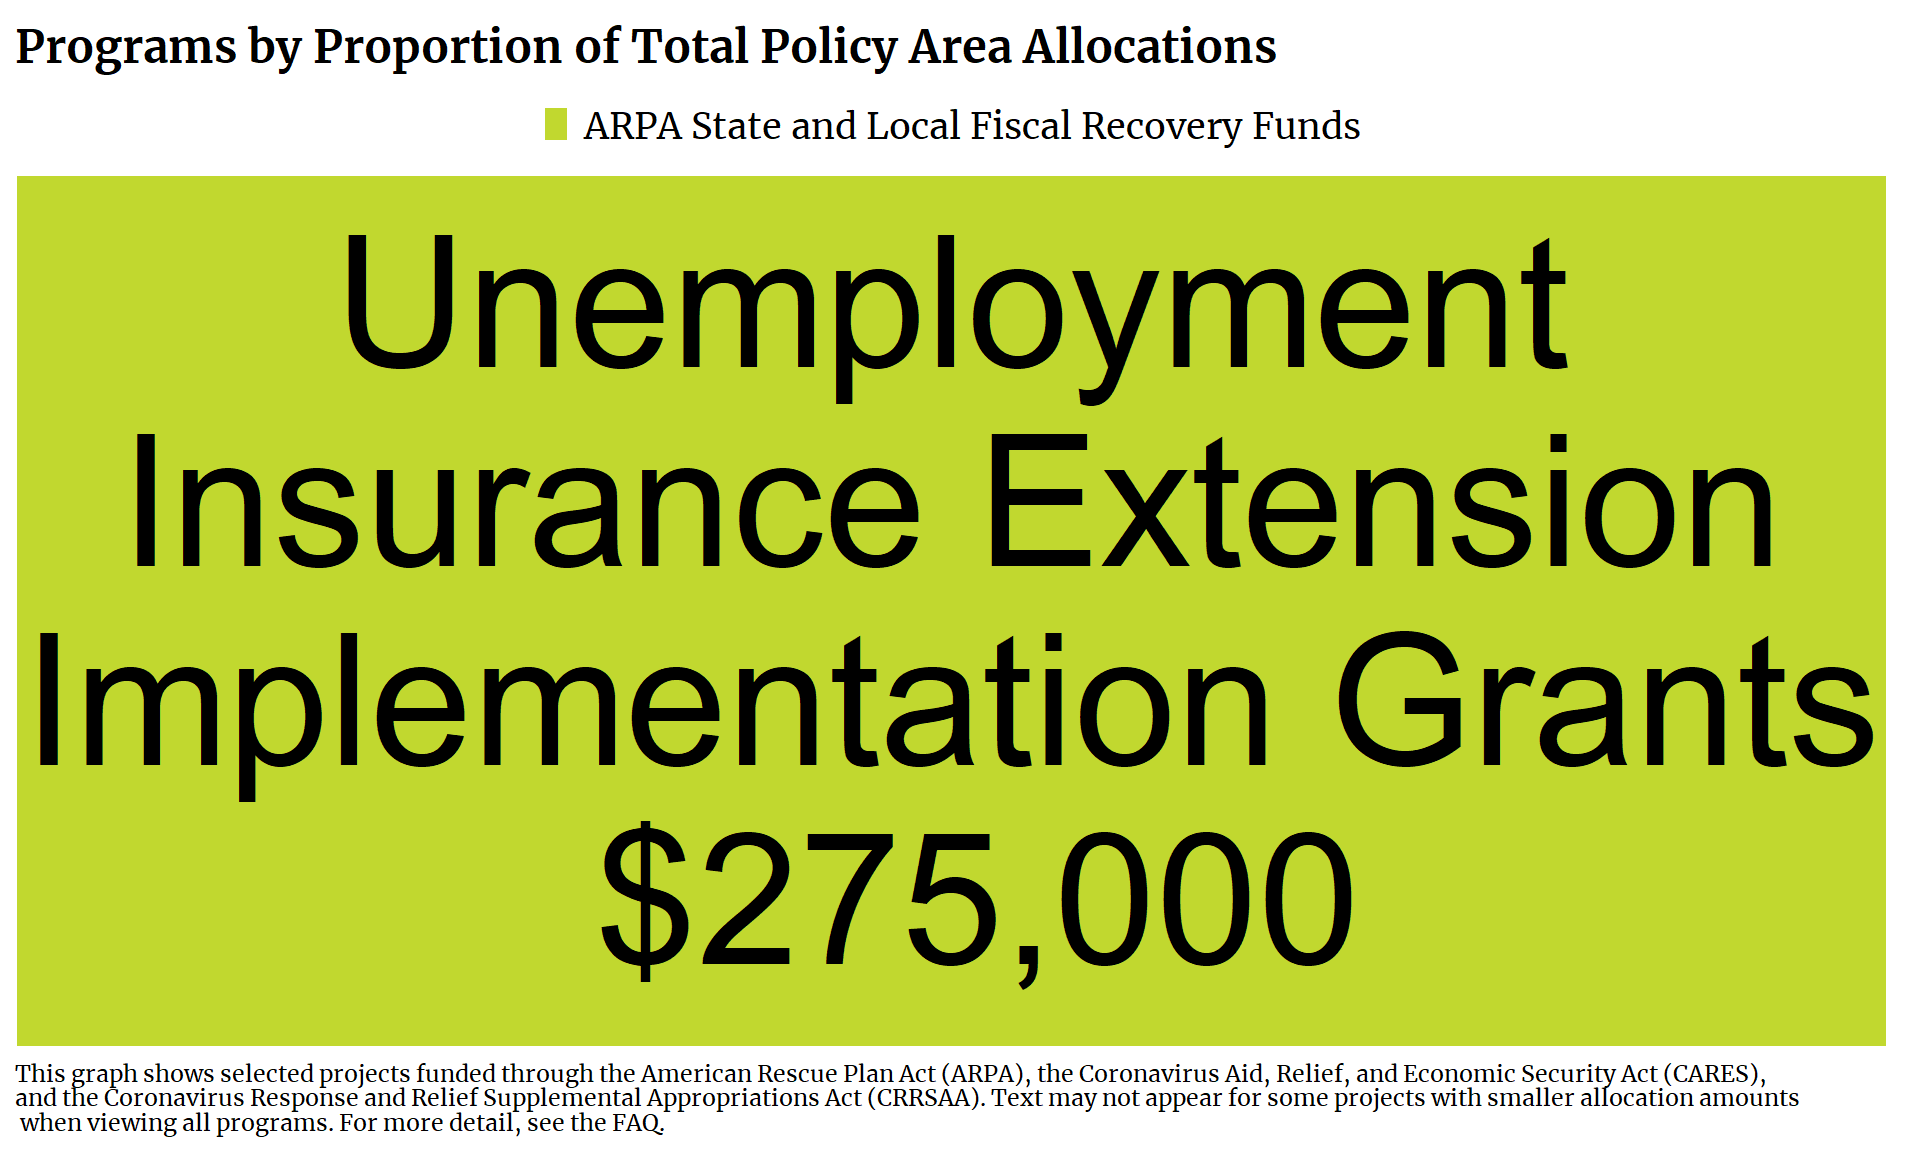 Programs by Proportion of Total Policy Area Allocations
ARPA State and Local Fiscal Recovery Funds
Unemployment
Insurance Extension
Implementation Grants
$275,000
This graph shows selected projects funded through the American Rescue Plan Act (ARPA), the Coronavirus Aid, Relief, and Economic Security Act (CARES),
and the Coronavirus Response and Relief Supplemental Appropriations Act (CRRSAA). Text may not appear for some projects with smaller allocation amounts
when viewing all programs. For more detail, see the FAQ.